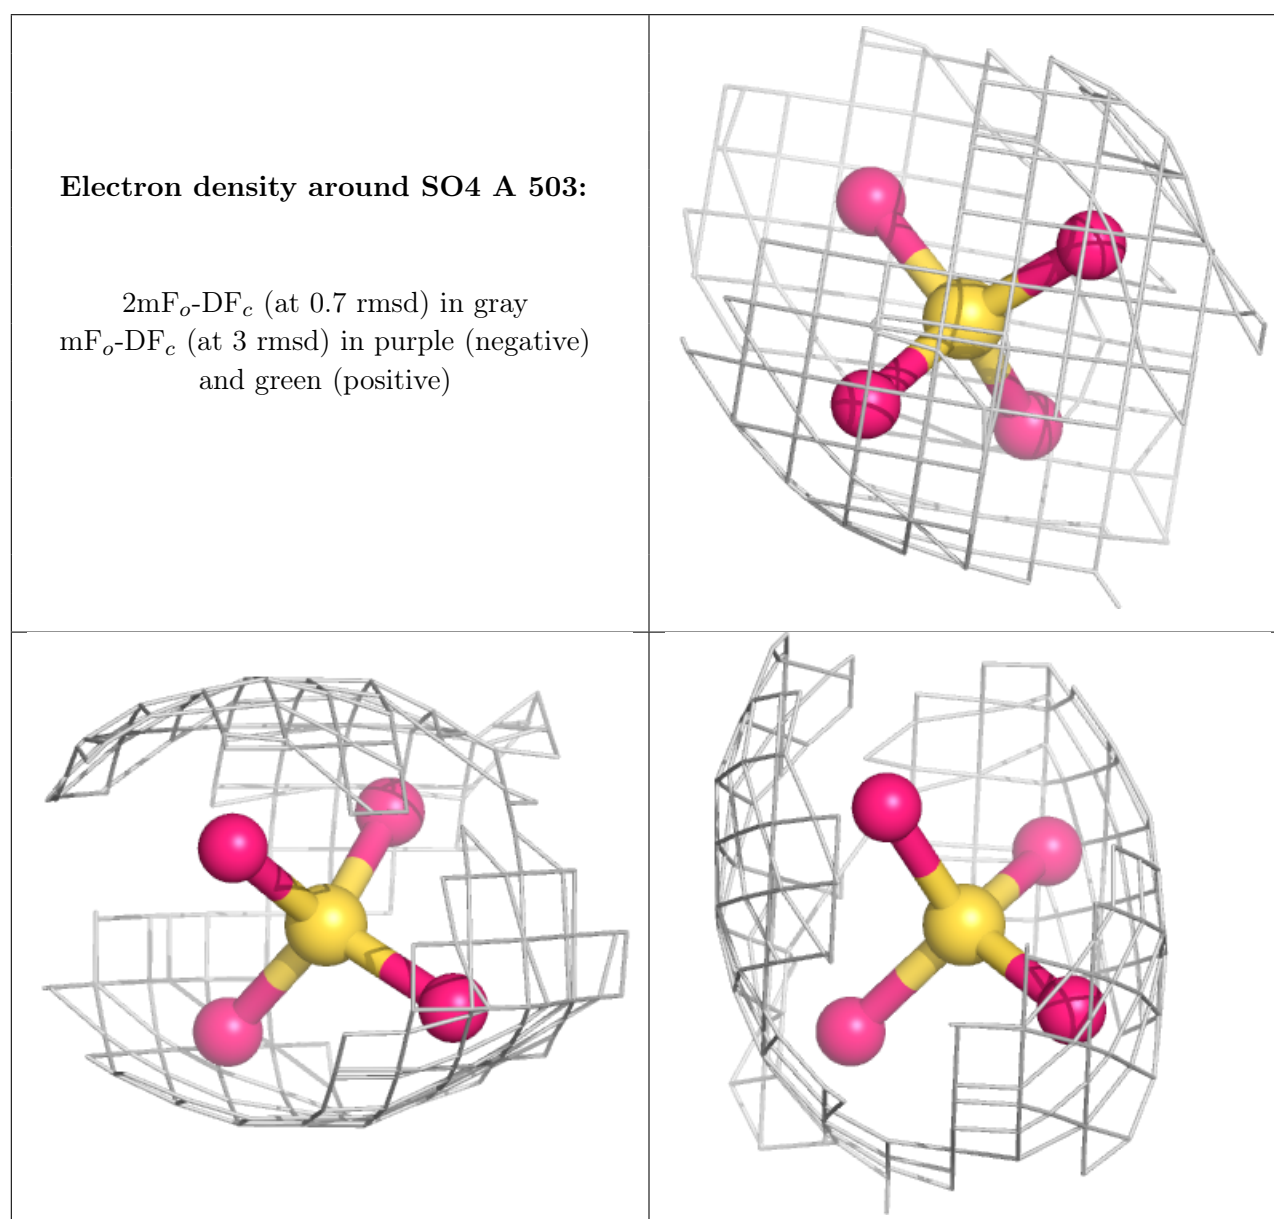 Electron density around SO4 A 503:
2mFo-DFc (at 0.7 rmsd) in gray
mFo-DFc (at 3 rmsd) in purple (negative)
and green (positive)